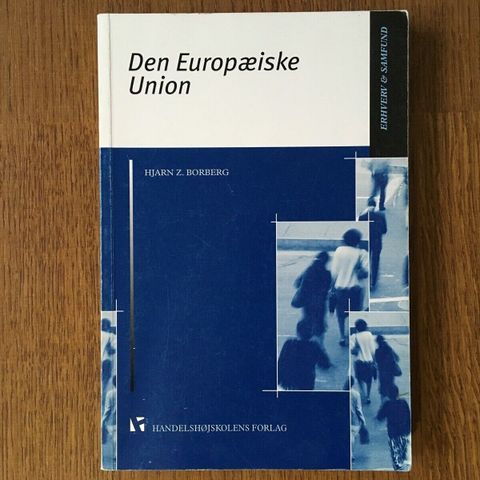 Den Europæiske
Union
ERHVERV & SAMFUND
HJARN Z. BORBERG
HANDELSHØJSKOLENS FORLAG